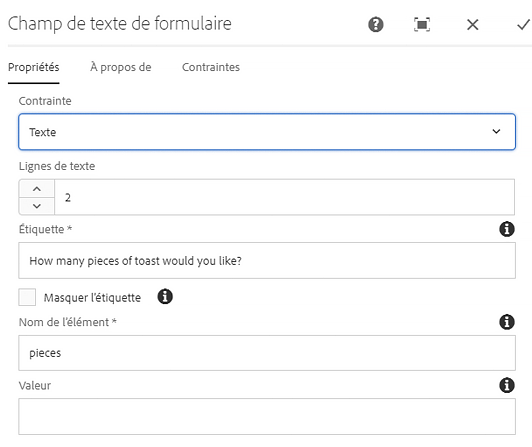 Champ de texte de formulaire
Propriétés À propos de Contraintes
Contrainte
Texte
Lignes de texte
2
Étiquette *
How many pieces of toast would you like?
Masquer l'étiquette
Nom de l'élément *
pieces
Valeur